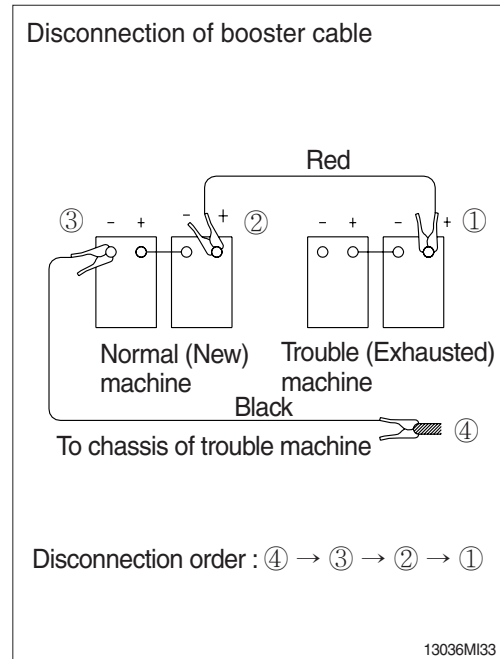 Disconnection of booster cable
Red
③ - + - + ② - + - + ①
Normal (New)
machine
Trouble (Exhausted)
machine
Black
To chassis of trouble machine ④
Disconnection order : ④ → ③ → ② → ①
13036MI33